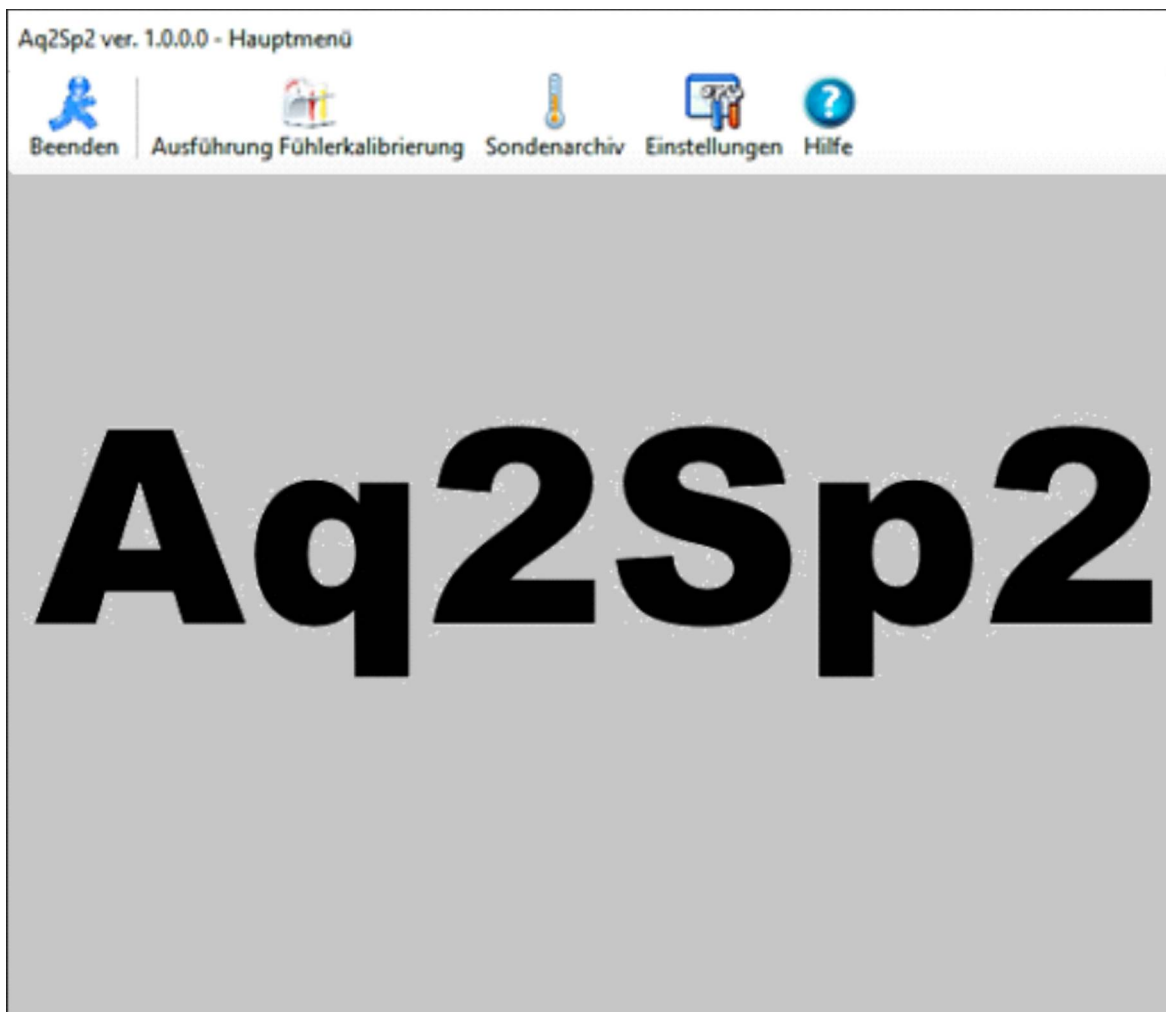 Aq2Sp2 ver. 1.0.0.0 - Hauptmenü
Beenden Ausführung Fühlerkalibrierung Sondenarchiv Einstellungen Hilfe
Aq2Sp2